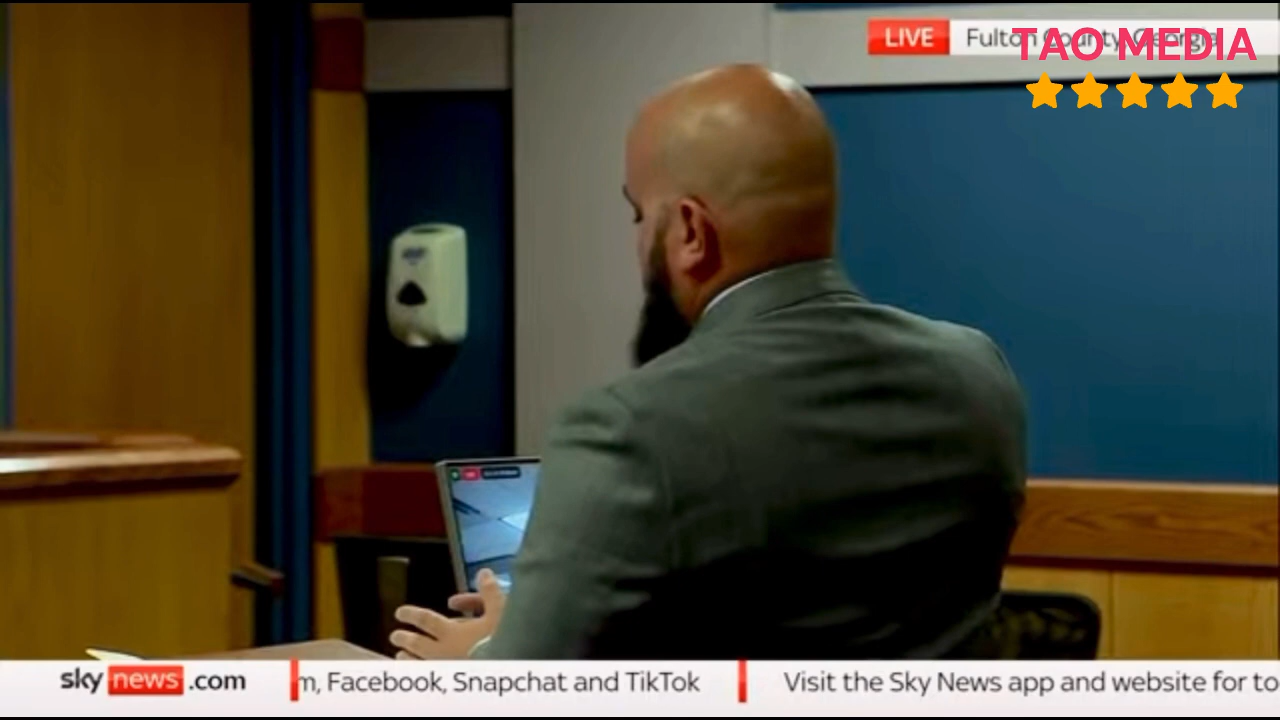 LIVE Fulton County, Georgia
TAO MEDIA
sky news.com m, Facebook, Snapchat and TikTok Visit the Sky News app and website for to